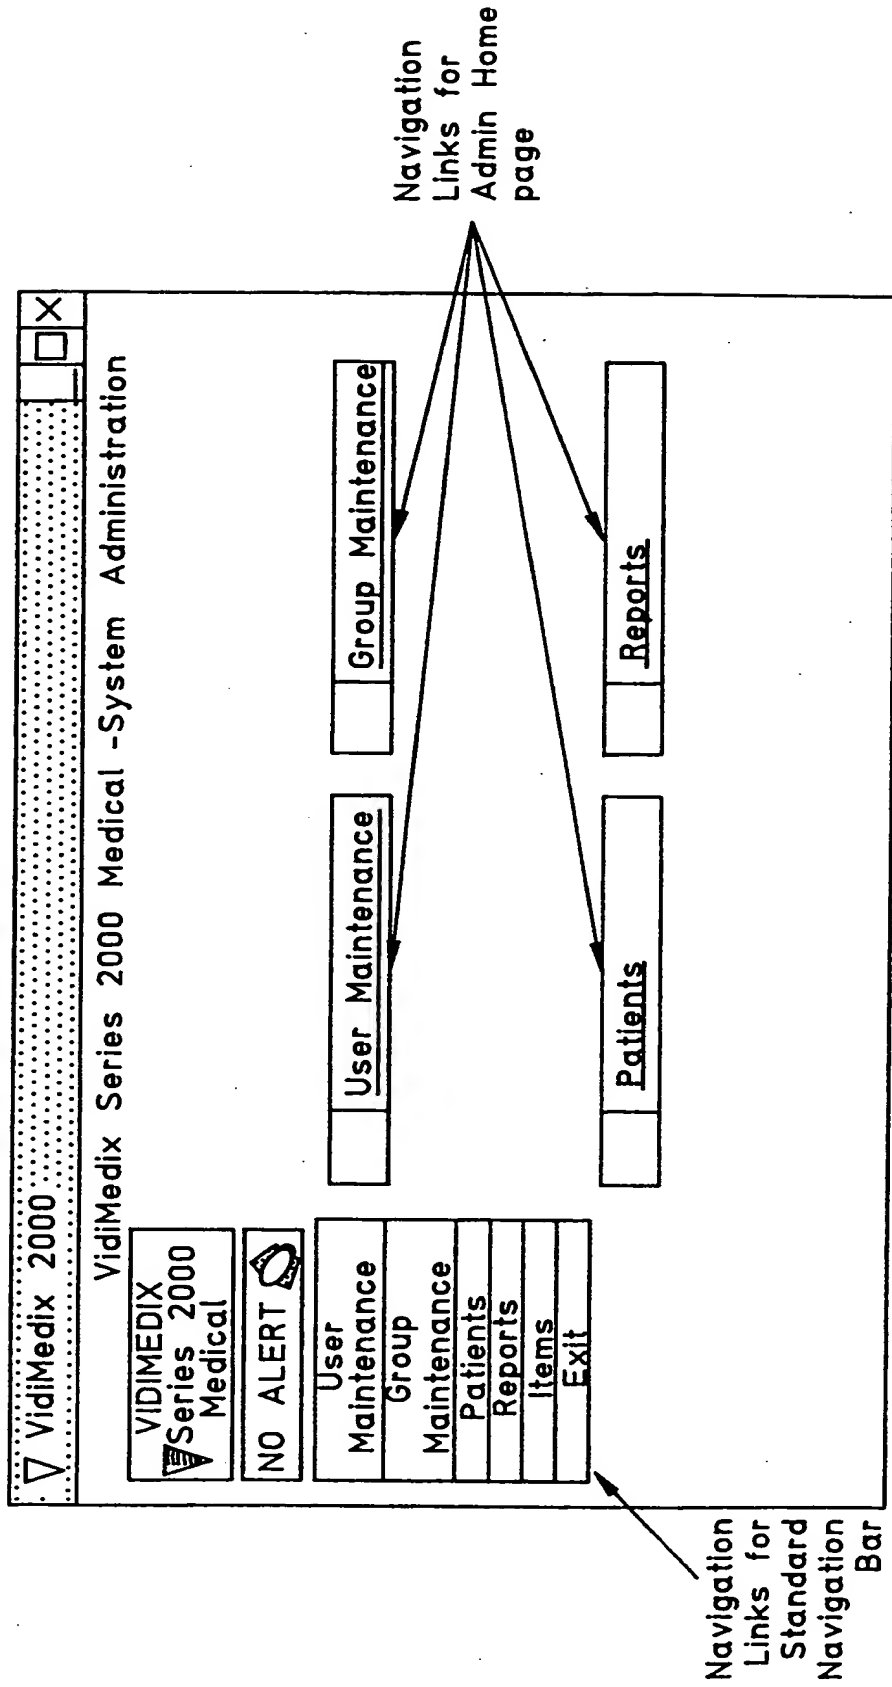 VidiMedix 2000
VidiMedix Series 2000 Medical -System Administration
VIDIMEDIX
Series 2000
Medical
NO ALERT
User
Maintenance
Group
Maintenance
Patients
Reports
Items
Exit
User Maintenance
Group Maintenance
Patients
Reports
Navigation
Links for
Admin Home
page
Navigation
Links for
Standard
Navigation
Bar